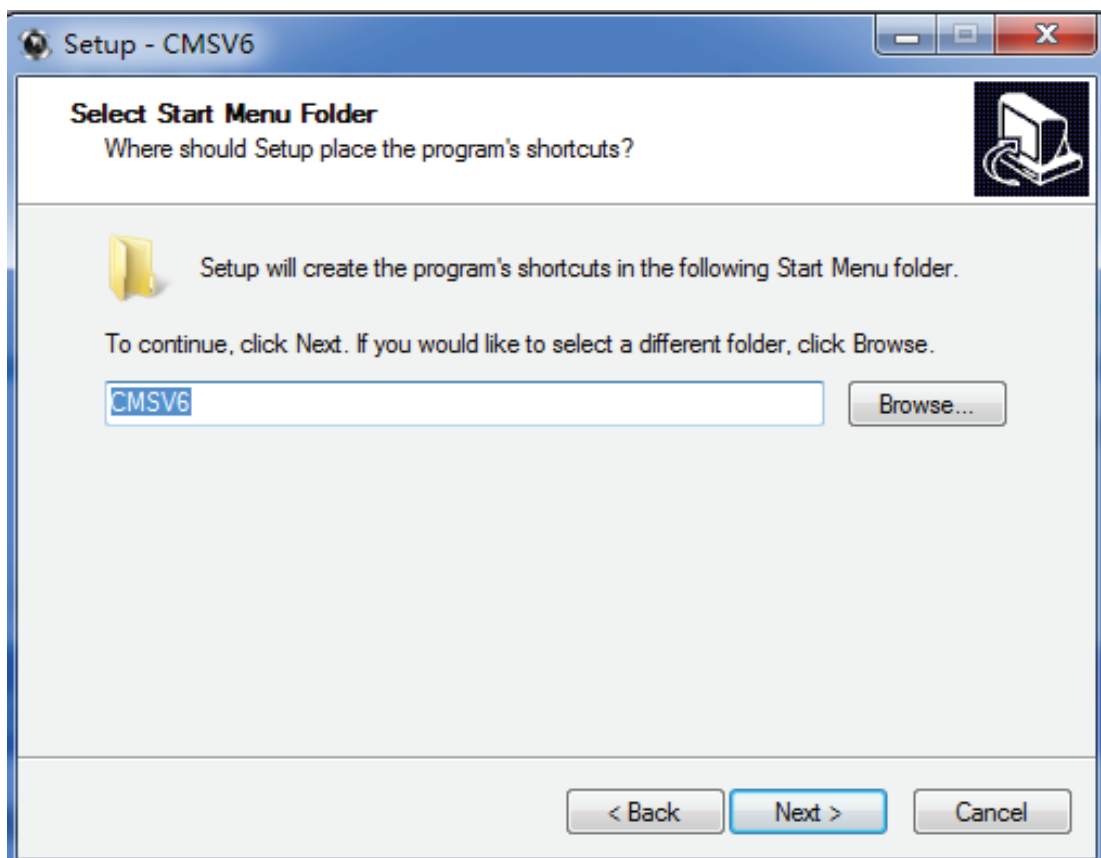 Setup - CMSV6
Select Start Menu Folder
Where should Setup place the program's shortcuts?
Setup will create the program's shortcuts in the following Start Menu folder.
To continue, click Next. If you would like to select a different folder, click Browse.
CMSV6
Browse...
< Back
Next >
Cancel